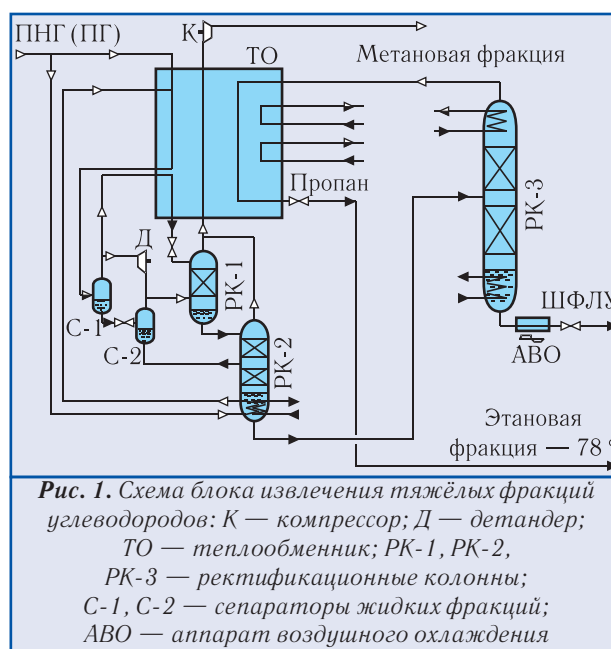 ПНГ (ПГ)
К
ТО
Метановая фракция
Пропан
Д
РК-1
РК-3
С-1
С-2
РК-2
ШФЛУ
АВО
Этановая
фракция — 78
Рис. 1. Схема блока извлечения тяжёлых фракций
углеводородов: К — компрессор; Д — детандер;
ТО — теплообменник; РК-1, РК-2,
РК-3 — ректификационные колонны;
С-1, С-2 — сепараторы жидких фракций;
АВО — аппарат воздушного охлаждения